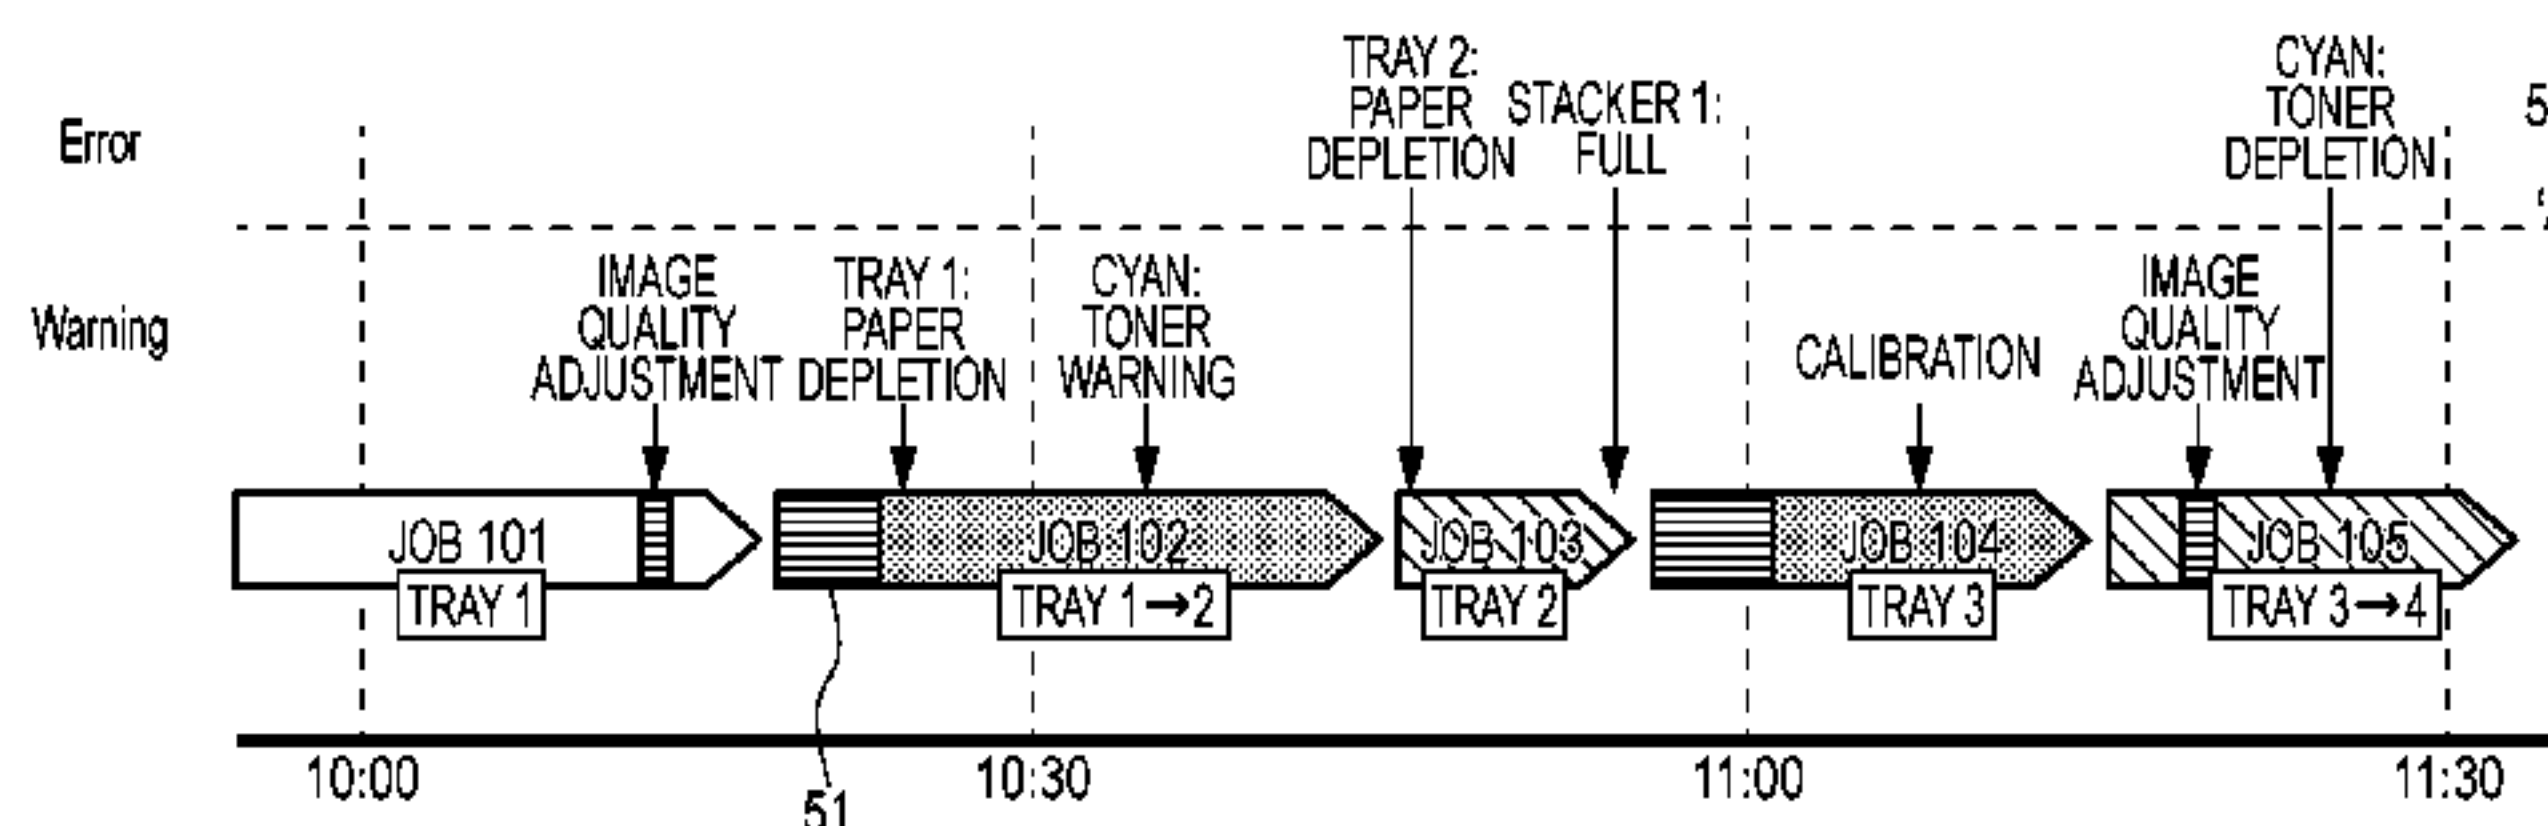 TRAY 2:
PAPER
DEPLETION
STACKER 1:
FULL
CYAN:
TONER
DEPLETION
5
Error
IMAGE
QUALITY
ADJUSTMENT
TRAY 1:
PAPER
DEPLETION
CYAN:
TONER
WARNING
CALIBRATION
IMAGE
QUALITY
ADJUSTMENT
Warning
JOB 101
TRAY 1
JOB 102
TRAY 1→2
JOB 103
TRAY 2
JOB 104
TRAY 3
JOB 105
TRAY 3→4
10:00
10:30
11:00
11:30
51